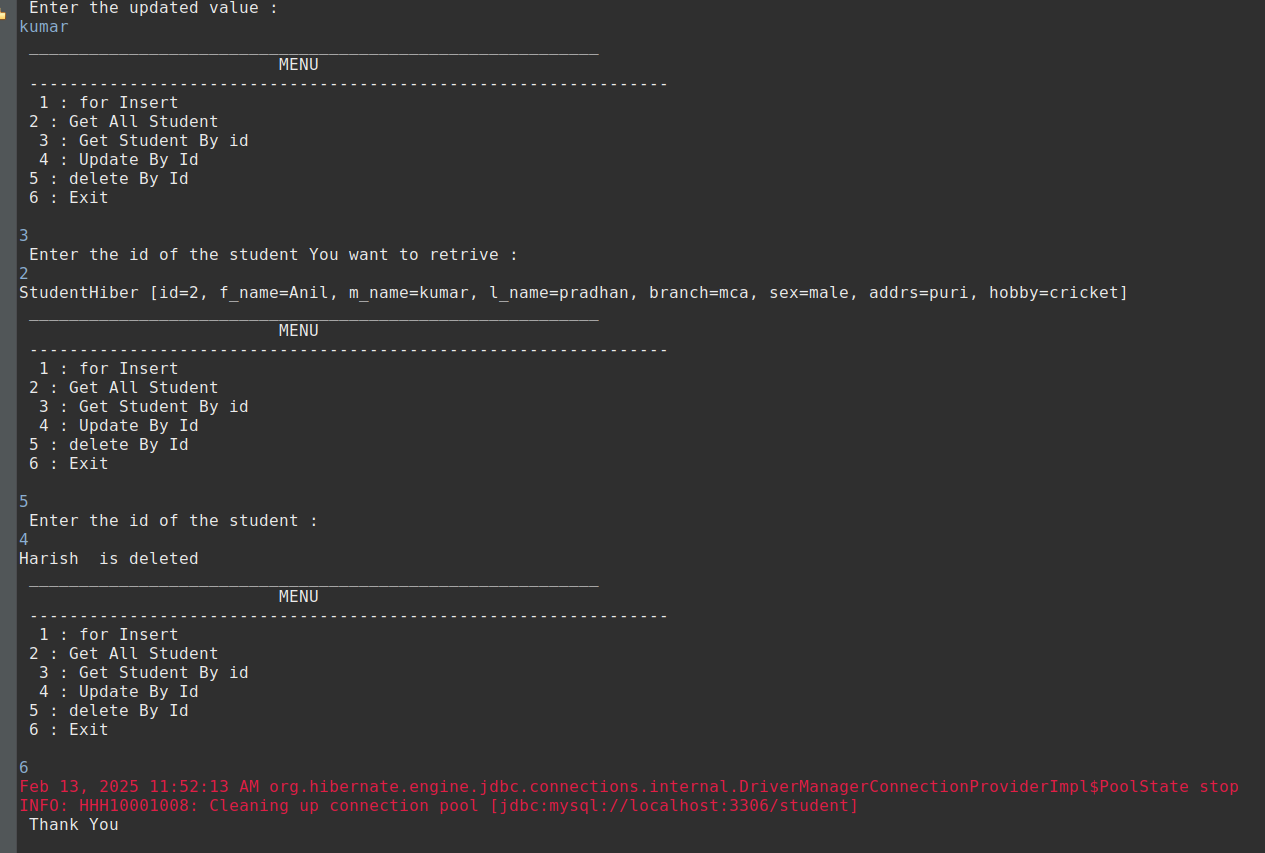 Enter the updated value :
kumar
_________________________________________________________
MENU
----------------------------------------------------------------
1 : for Insert
2 : Get All Student
3 : Get Student By id
4 : Update By Id
5 : delete By Id
6 : Exit
3
Enter the id of the student You want to retrive :
2
StudentHiber [id=2, f_name=Anil, m_name=kumar, l_name=pradhan, branch=mca, sex=male, addrs=puri, hobby=cricket]
_________________________________________________________
MENU
----------------------------------------------------------------
1 : for Insert
2 : Get All Student
3 : Get Student By id
4 : Update By Id
5 : delete By Id
6 : Exit
5
Enter the id of the student :
4
Harish  is deleted
_________________________________________________________
MENU
----------------------------------------------------------------
1 : for Insert
2 : Get All Student
3 : Get Student By id
4 : Update By Id
5 : delete By Id
6 : Exit
6
Feb 13, 2025 11:52:13 AM org.hibernate.engine.jdbc.connections.internal.DriverManagerConnectionProviderImpl$PoolState stop
INFO: HHH10001008: Cleaning up connection pool [jdbc:mysql://localhost:3306/student]
Thank You